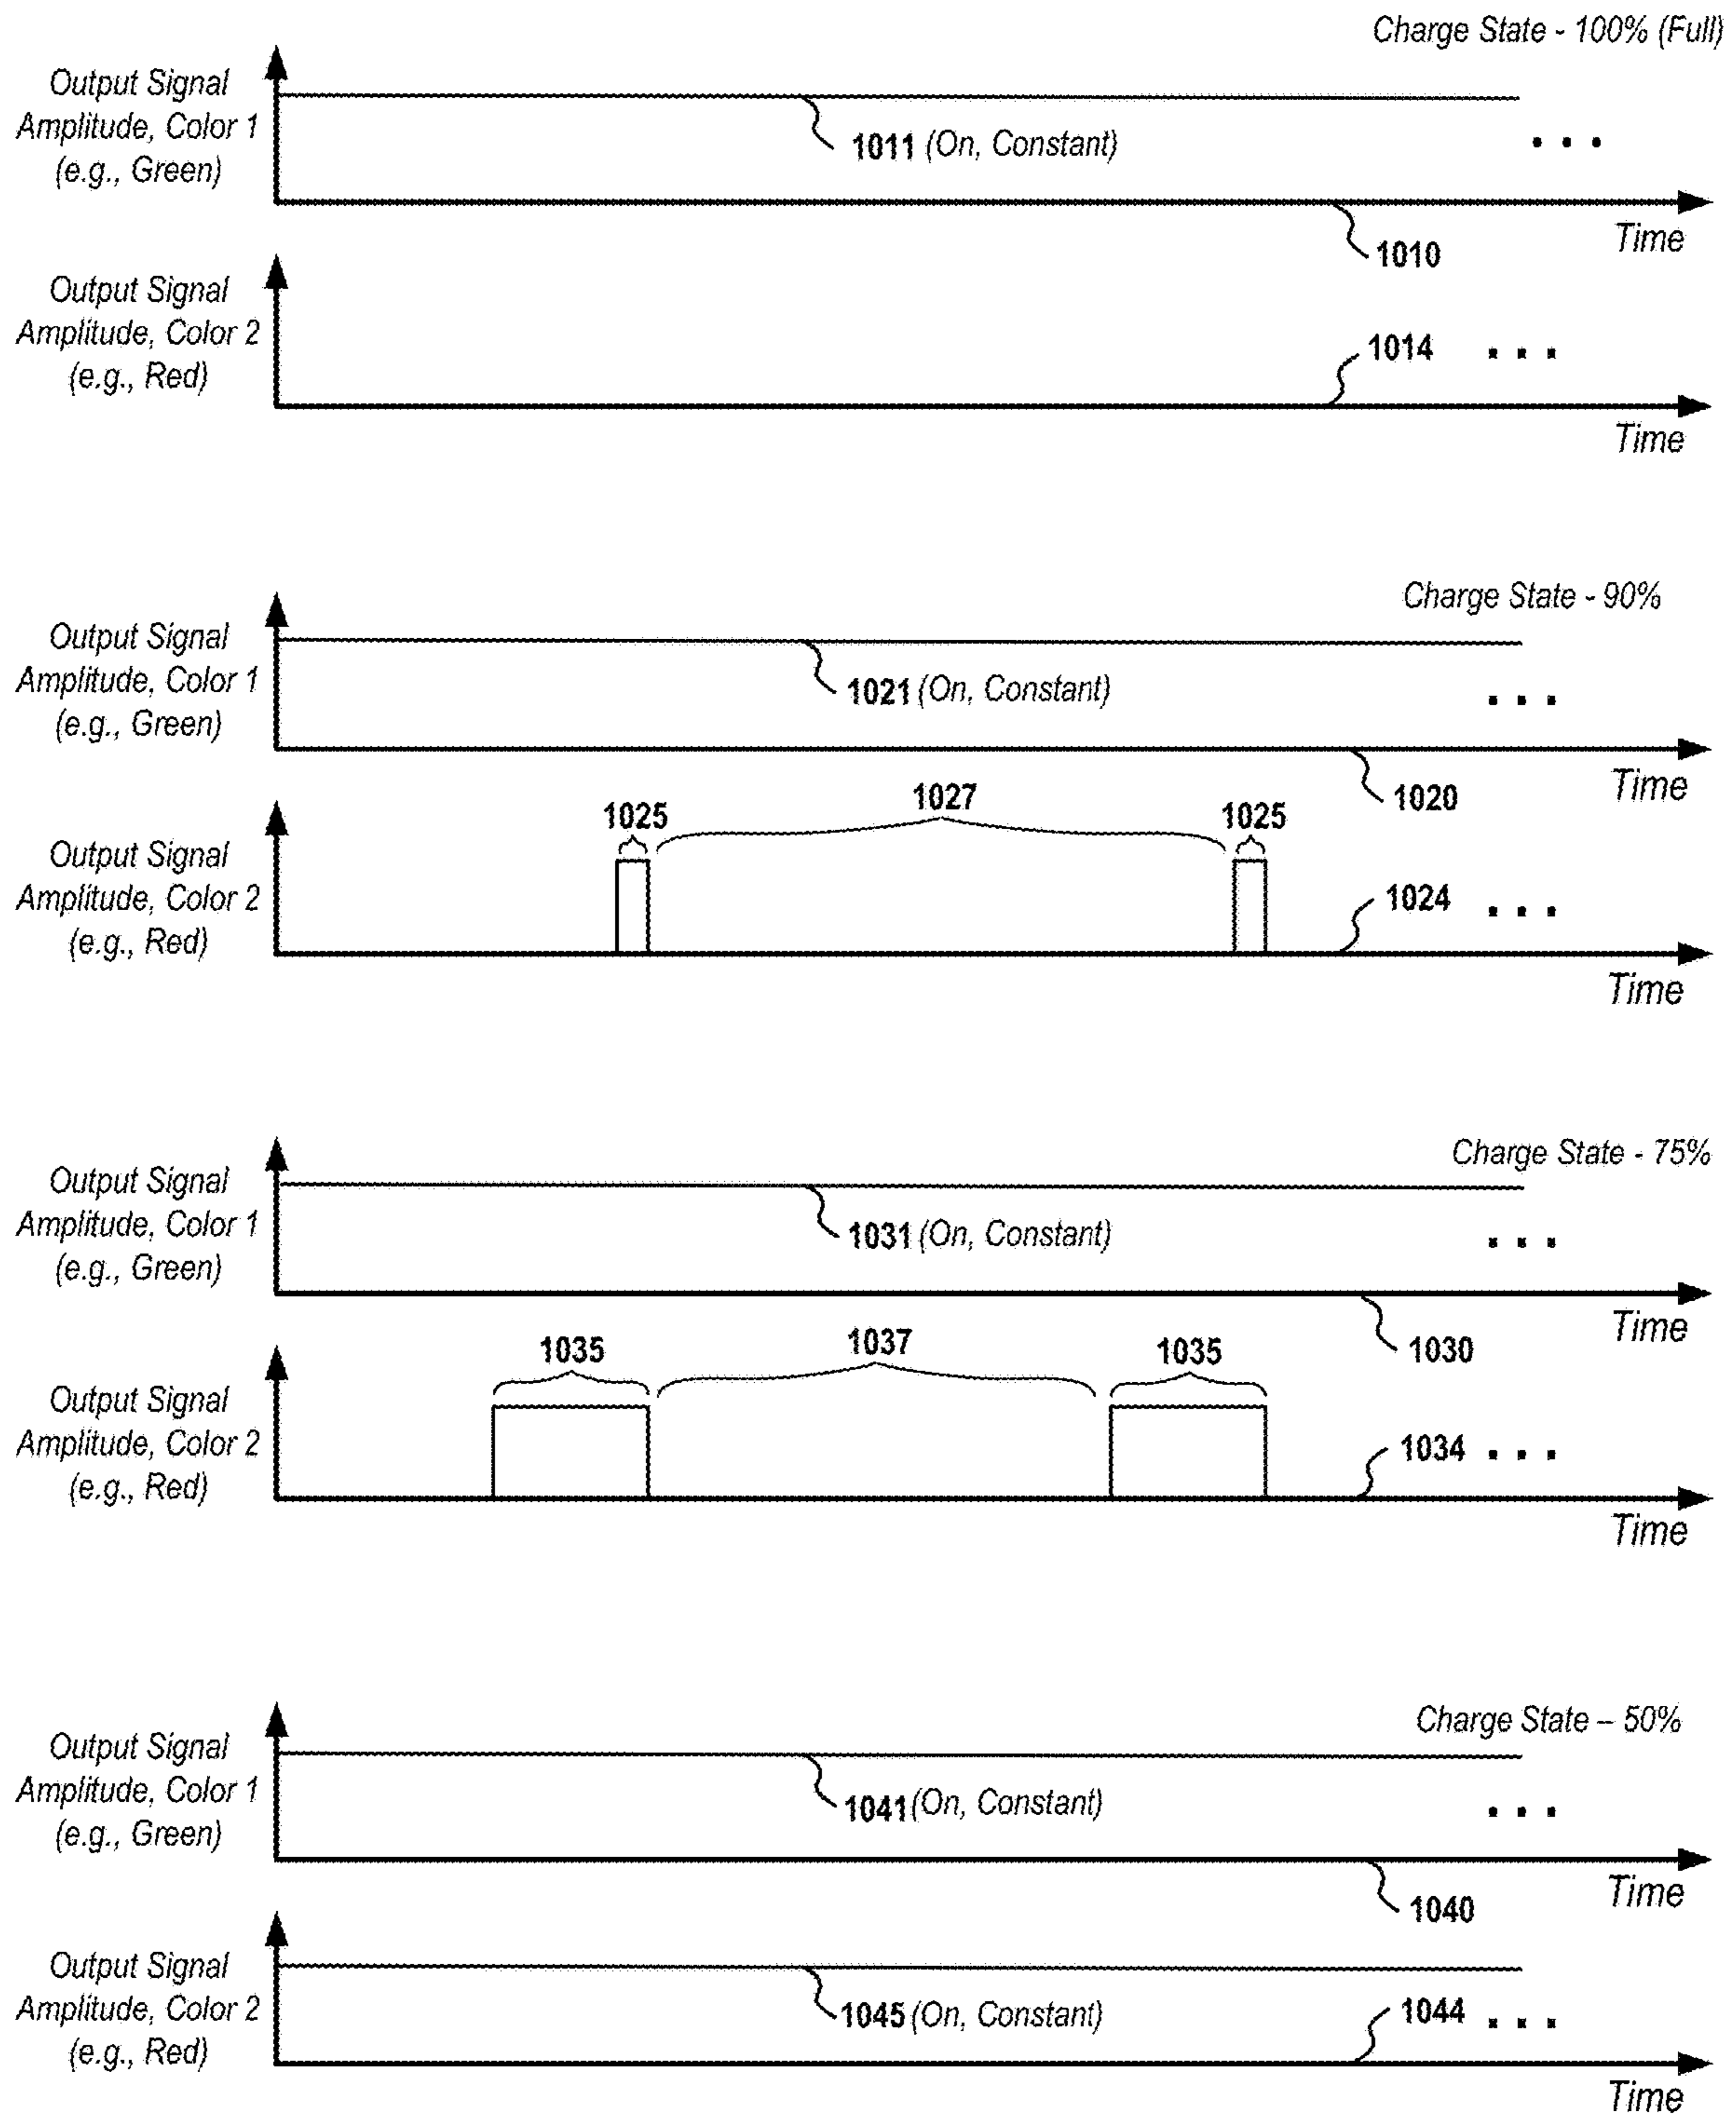 Charge State - 100% (Full)
Output Signal
Amplitude, Color 1
(e.g., Green)
1011 (On, Constant)
. . .
1010
Time
Output Signal
Amplitude, Color 2
(e.g., Red)
1014 . . .
Time
Charge State - 90%
Output Signal
Amplitude, Color 1
(e.g., Green)
1021 (On, Constant)
. . .
1020
Time
Output Signal
Amplitude, Color 2
(e.g., Red)
1025
1027
1025
1024 . . .
Time
Charge State - 75%
Output Signal
Amplitude, Color 1
(e.g., Green)
1031 (On, Constant)
. . .
1030
Time
Output Signal
Amplitude, Color 2
(e.g., Red)
1035
1037
1035
1034 . . .
Time
Charge State – 50%
Output Signal
Amplitude, Color 1
(e.g., Green)
1041 (On, Constant)
. . .
1040
Time
Output Signal
Amplitude, Color 2
(e.g., Red)
1045 (On, Constant)
1044 . . .
Time